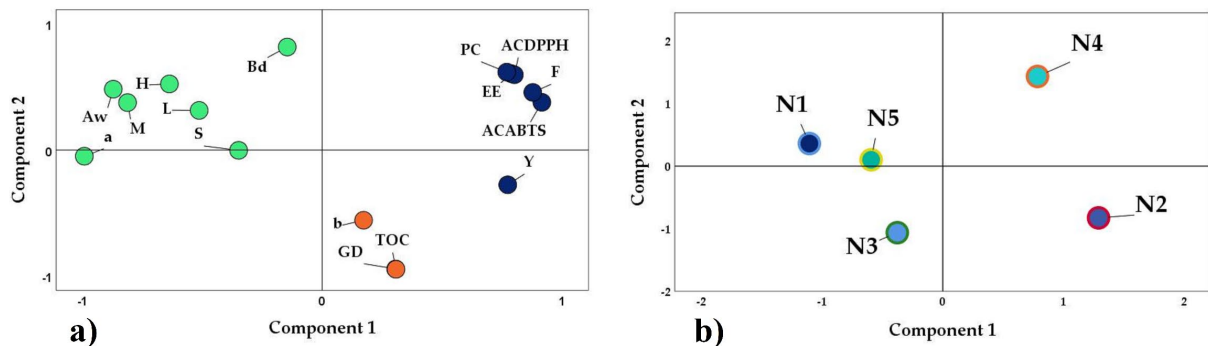 1
0
-1
-1
0
1
Component 2
Component 1
a)
Bd
H
L
Aw
M
S
a
PC
ACDPPH
EE
F
ACABTS
Y
b
TOC
GD
2
1
0
-1
-2
-2
-1
0
1
2
Component 2
Component 1
b)
N4
N1
N5
N2
N3